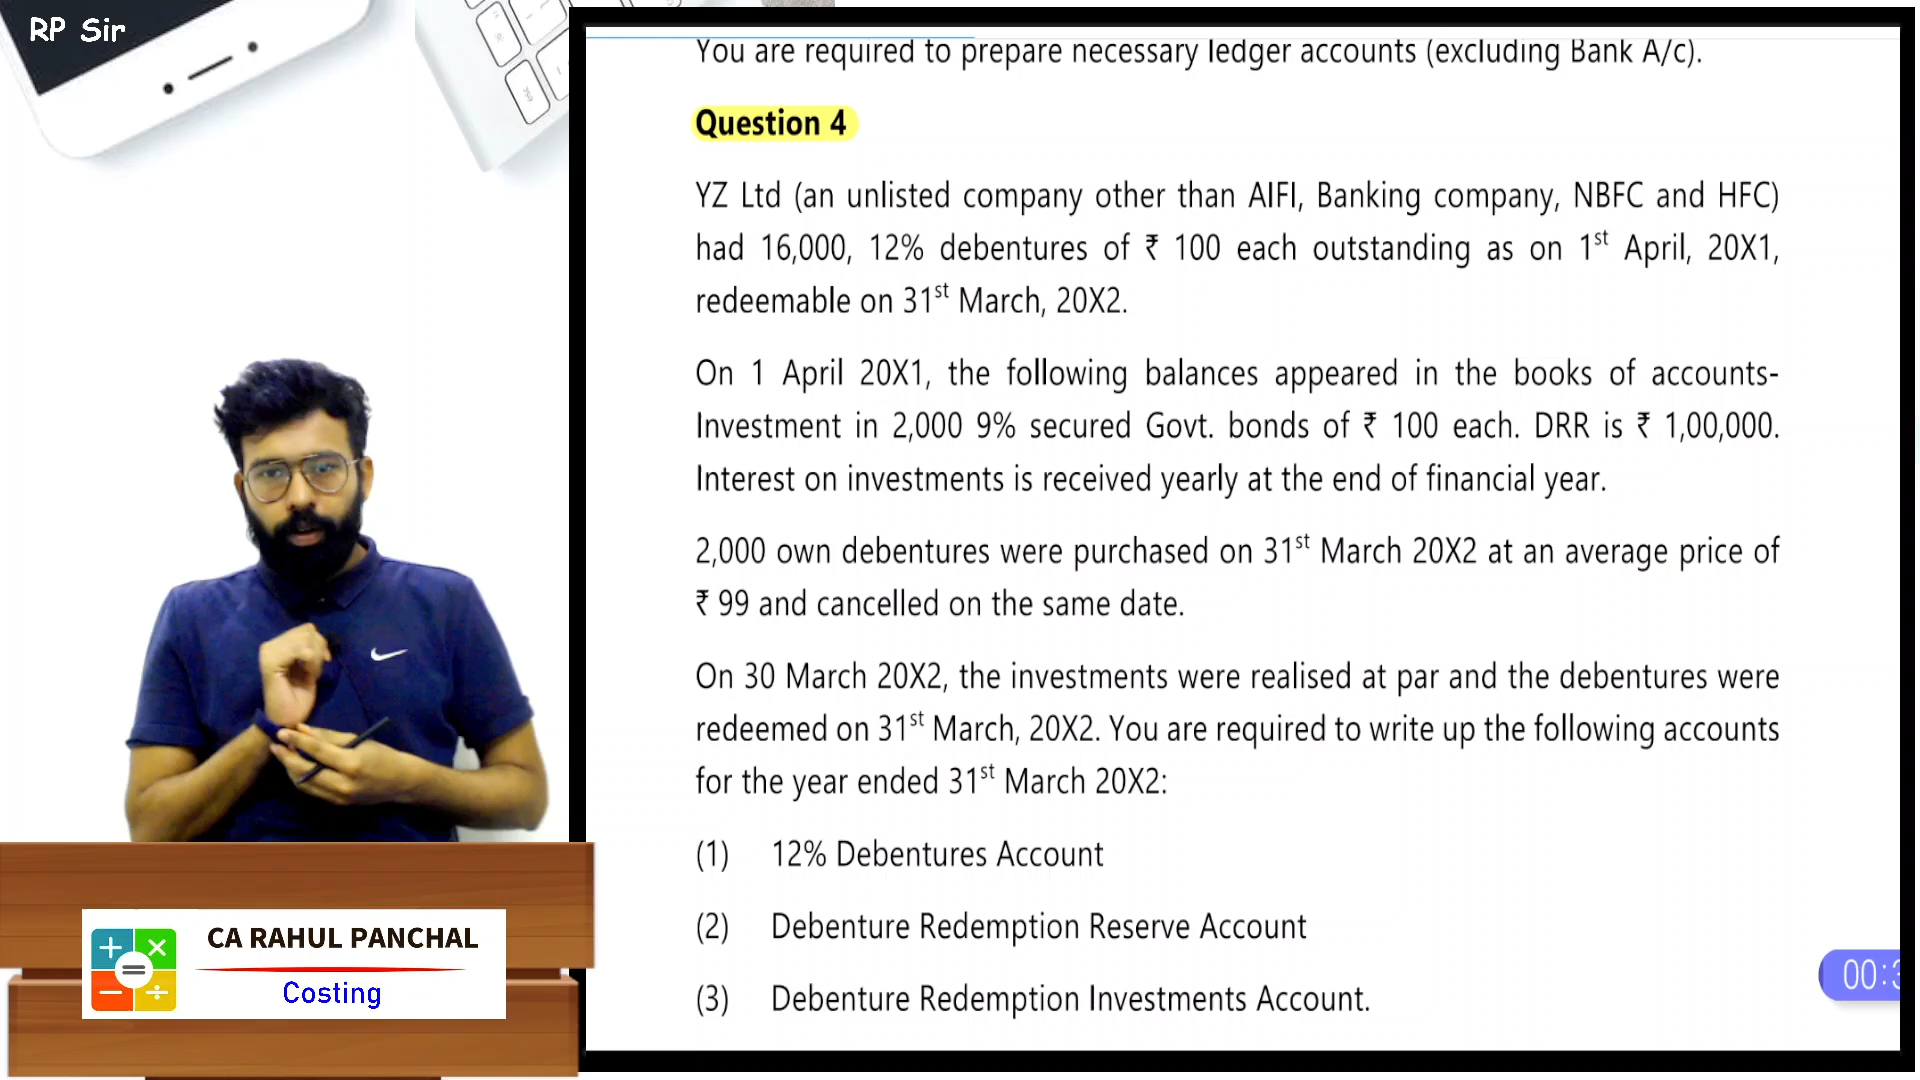 RP Sir
You are required to prepare necessary ledger accounts (excluding Bank A/c).
Question 4
YZ Ltd (an unlisted company other than AIFI, Banking company, NBFC and HFC)
had 16,000, 12% debentures of ₹ 100 each outstanding as on 1st April, 20X1,
redeemable on 31st March, 20X2.
On 1 April 20X1, the following balances appeared in the books of accounts-
Investment in 2,000 9% secured Govt. bonds of ₹ 100 each. DRR is ₹ 1,00,000.
Interest on investments is received yearly at the end of financial year.
2,000 own debentures were purchased on 31st March 20X2 at an average price of
₹ 99 and cancelled on the same date.
On 30 March 20X2, the investments were realised at par and the debentures were
redeemed on 31st March, 20X2. You are required to write up the following accounts
for the year ended 31st March 20X2:
(1) 12% Debentures Account
(2) Debenture Redemption Reserve Account
(3) Debenture Redemption Investments Account.
CA RAHUL PANCHAL
Costing